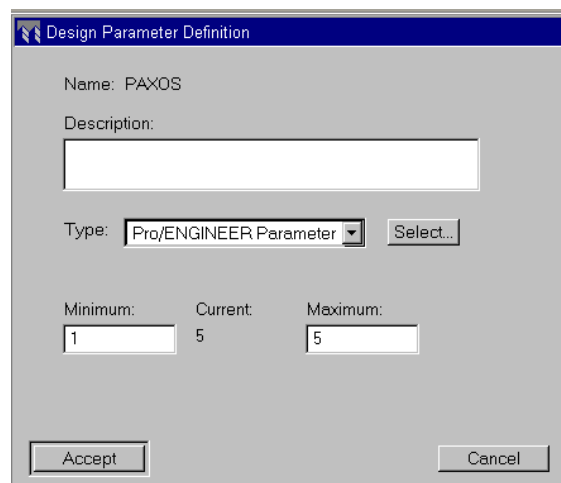 Design Parameter Definition
Name: PAXOS
Description:
Type: Pro/ENGINEER Parameter Select...
Minimum: Current: Maximum:
1 5 5
Accept Cancel